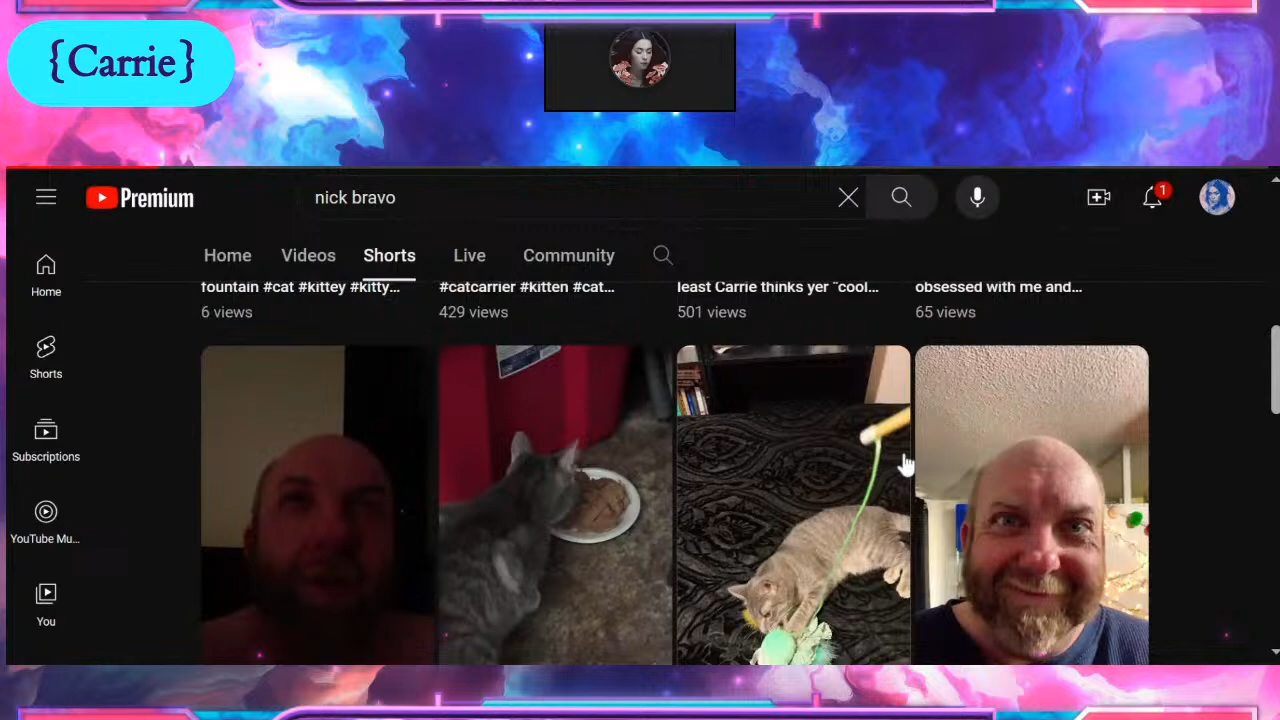 {Carrie}
Premium
nick bravo
1
Home
Videos
Shorts
Live
Community
fountain #cat #kittey #kitty...
#catcarrier #kitten #cat...
least Carrie thinks yer "cool...
obsessed with me and...
6 views
429 views
501 views
65 views
Home
Shorts
Subscriptions
YouTube Mu...
You